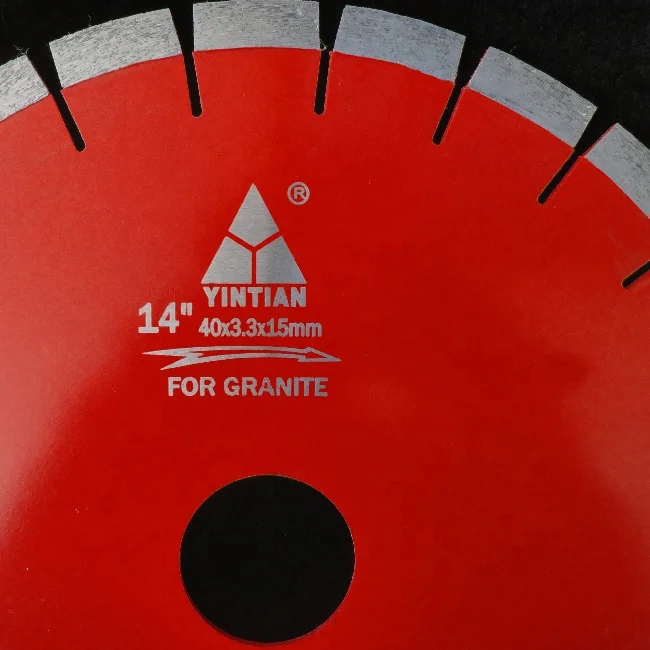 ®
YINTIAN
14" 40x3.3x15mm
FOR GRANITE